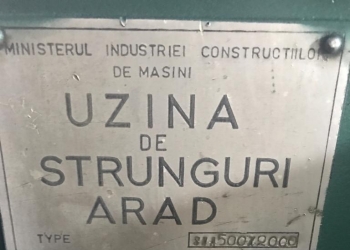 MINISTERUL INDUSTRIEI CONSTRUCTIILOR
DE MASINI
UZINA
DE
STRUNGURI
ARAD
TYPE